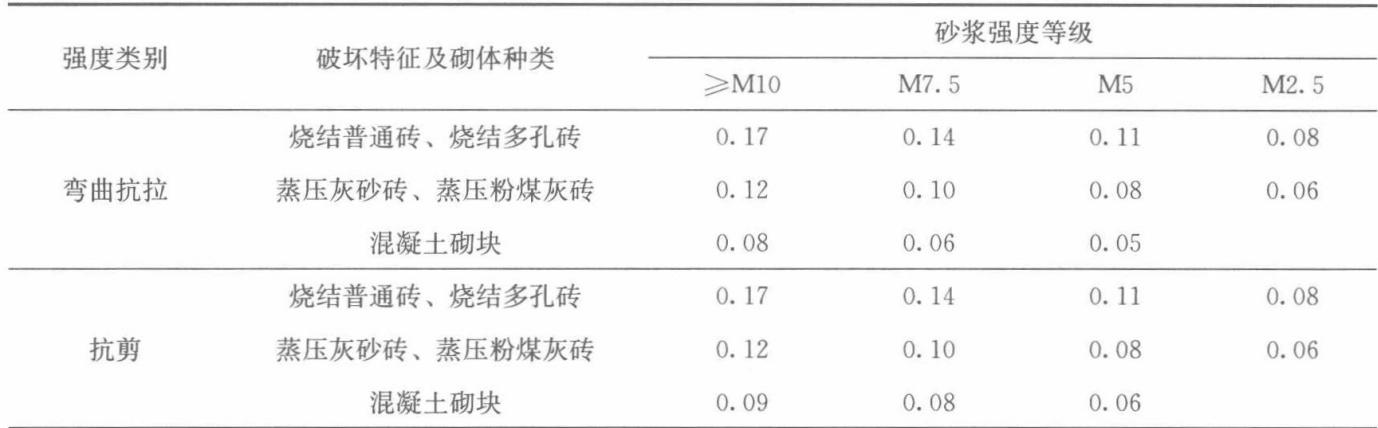 强度类别 破坏特征及砌体种类 砂浆强度等级
≥M10 M7.5 M5 M2.5
弯曲抗拉 烧结普通砖、烧结多孔砖 0.17 0.14 0.11 0.08
蒸压灰砂砖、蒸压粉煤灰砖 0.12 0.10 0.08 0.06
混凝土砌块 0.08 0.06 0.05
抗剪 烧结普通砖、烧结多孔砖 0.17 0.14 0.11 0.08
蒸压灰砂砖、蒸压粉煤灰砖 0.12 0.10 0.08 0.06
混凝土砌块 0.09 0.08 0.06